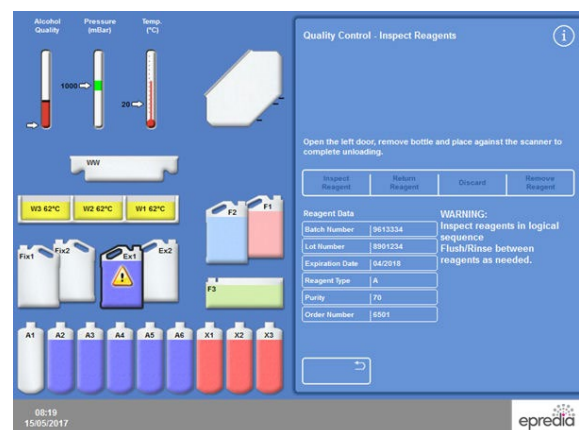 Alcohol
Quality
Pressure
(mBar)
Temp.
(°C)
1000
20
WW
W3 62°C
W2 62°C
W1 62°C
F2
F1
Fix1
Fix2
Ex1
Ex2
F3
A1
A2
A3
A4
A5
A6
X1
X2
X3
Quality Control - Inspect Reagents
i
Open the left door, remove bottle and place against the scanner to
complete unloading.
Inspect
Reagent
Return
Reagent
Discard
Remove
Reagent
Reagent Data
Batch Number 9613334
Lot Number 8901234
Expiration Date 04/2018
Reagent Type A
Purity 70
Order Number 6501
WARNING:
Inspect reagents in logical
sequence
Flush/Rinse between
reagents as needed.
08:19
15/05/2017
epredia